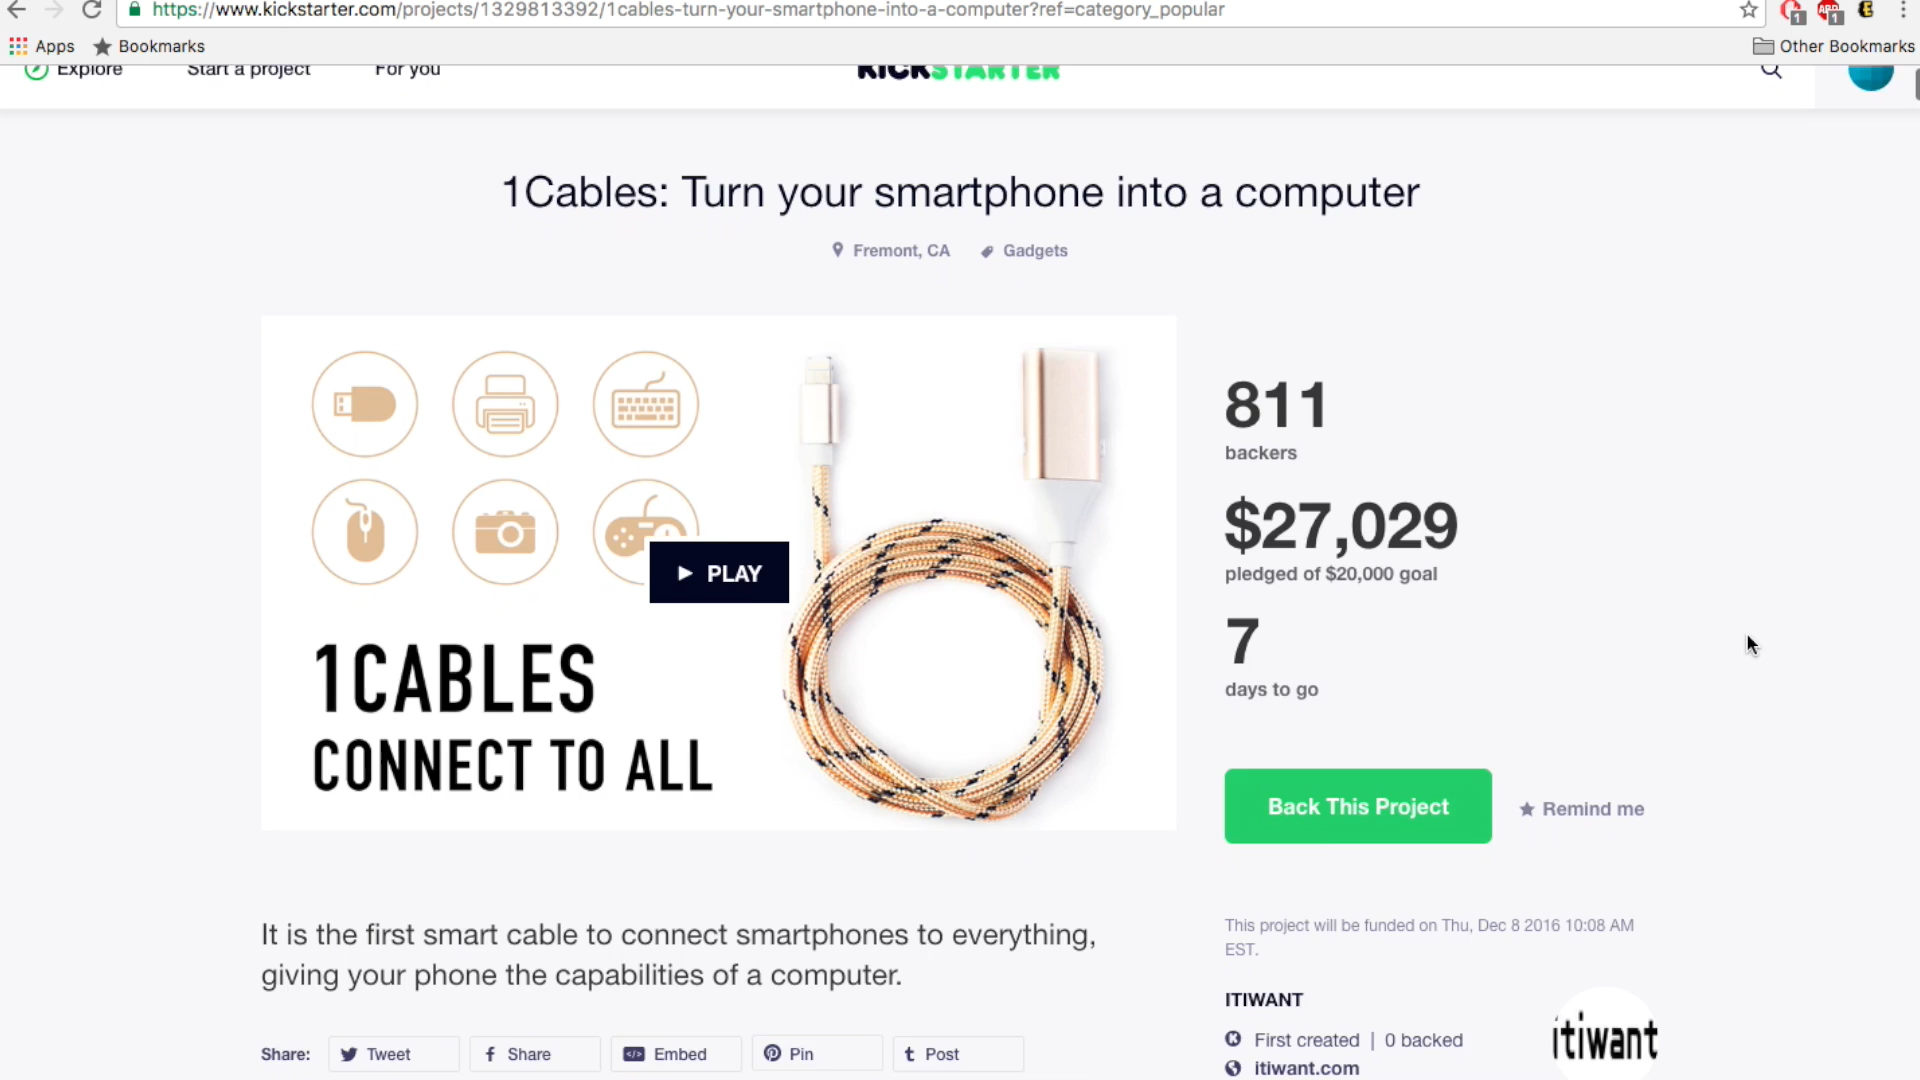 https://www.kickstarter.com/projects/1329813392/1cables-turn-your-smartphone-into-a-computer?ref=category_popular
Apps Bookmarks Other Bookmarks
Explore Start a project For you KICKSTARTER
1Cables: Turn your smartphone into a computer
Fremont, CA Gadgets
811
backers
$27,029
pledged of $20,000 goal
7
days to go
PLAY
1CABLES
CONNECT TO ALL
Back This Project Remind me
It is the first smart cable to connect smartphones to everything,
giving your phone the capabilities of a computer.
This project will be funded on Thu, Dec 8 2016 10:08 AM
EST.
ITIWANT
First created | 0 backed
itiwant.com
itiwant
Share: Tweet Share Embed Pin Post